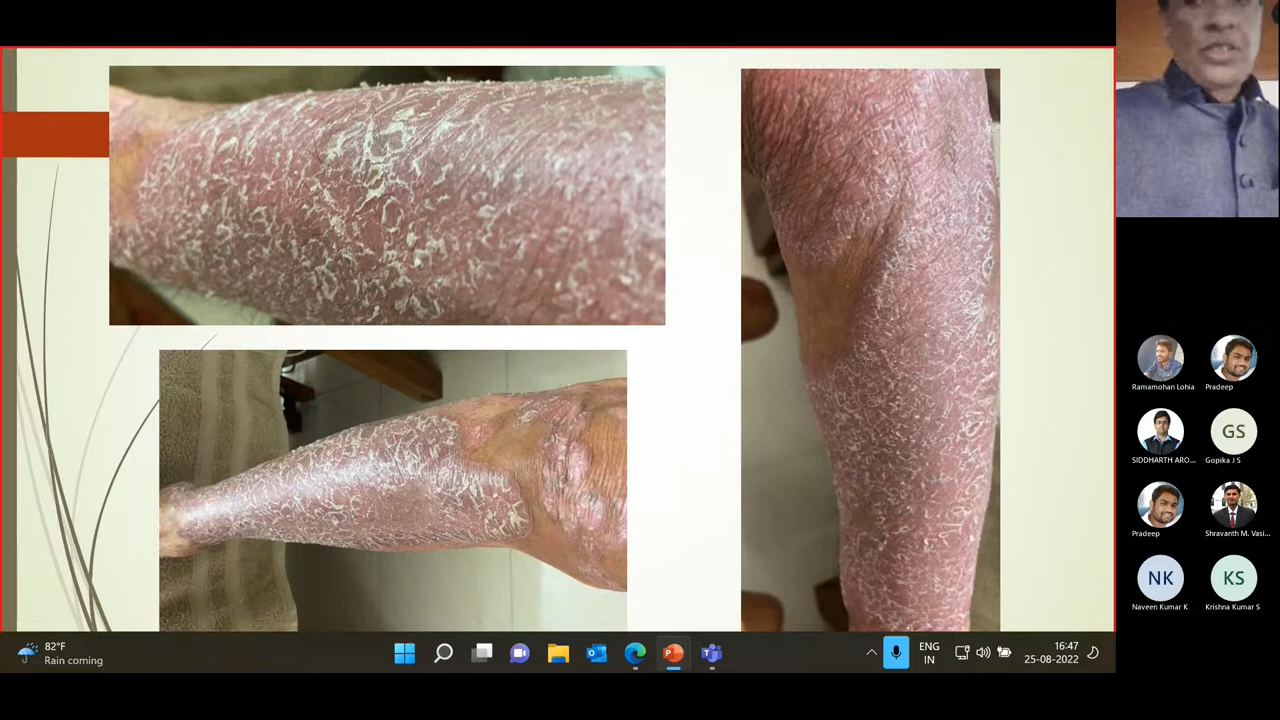 Ramamohan Lohia
Pradeep
SIDDHARTH ARO...
GS
Gopika J S
Pradeep
Shravanth M. Vasi...
NK
KS
Naveen Kumar K
Krishna Kumar S
82°F
Rain coming
ENG
IN
16:47
25-08-2022